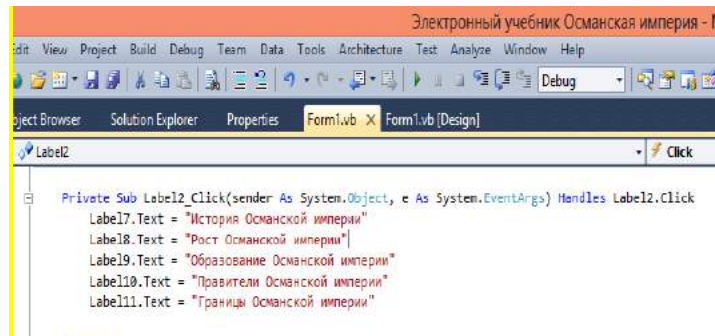 Электронный учебник Османская империя -
Edit View Project Build Debug Team Data Tools Architecture Test Analyze Window Help
Debug
Object Browser Solution Explorer Properties Form1.vb X Form1.vb [Design]
Label2 Click
Private Sub Label2_Click(sender As System.Object, e As System.EventArgs) Handles Label2.Click
Label7.Text = "История Османской империи"
Label8.Text = "Рост Османской империи"
Label9.Text = "Образование Османской империи"
Label10.Text = "Правители Османской империи"
Label11.Text = "Границы Османской империи"